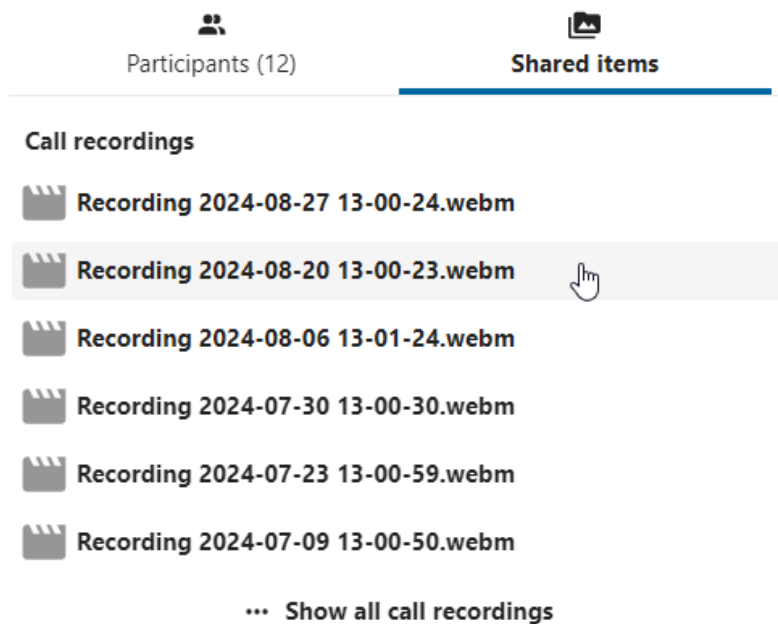 Participants (12)
Shared items
Call recordings
Recording 2024-08-27 13-00-24.webm
Recording 2024-08-20 13-00-23.webm
Recording 2024-08-06 13-01-24.webm
Recording 2024-07-30 13-00-30.webm
Recording 2024-07-23 13-00-59.webm
Recording 2024-07-09 13-00-50.webm
Show all call recordings